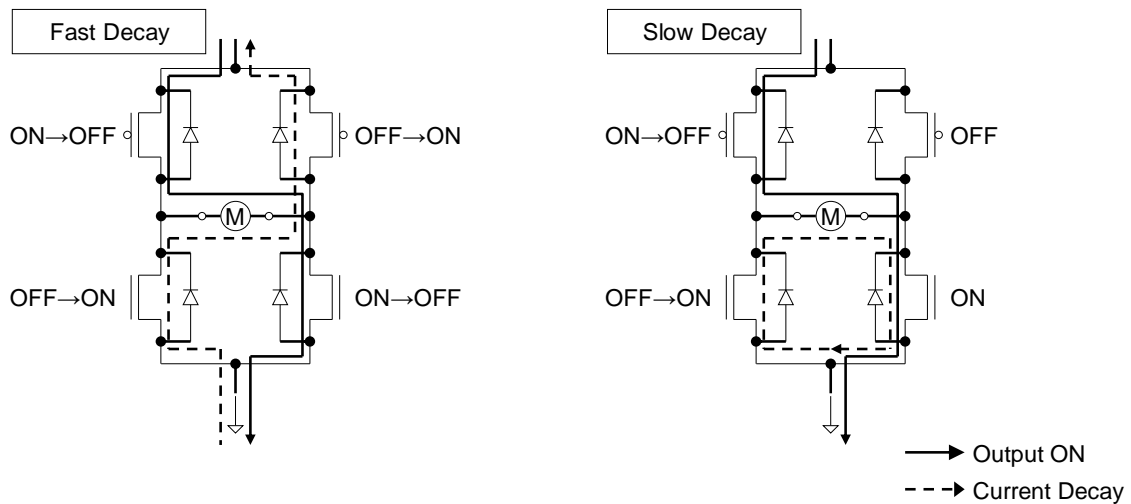 Fast Decay
ON→OFF
OFF→ON
M
OFF→ON
ON→OFF
Slow Decay
ON→OFF
OFF
M
OFF→ON
ON
Output ON
Current Decay